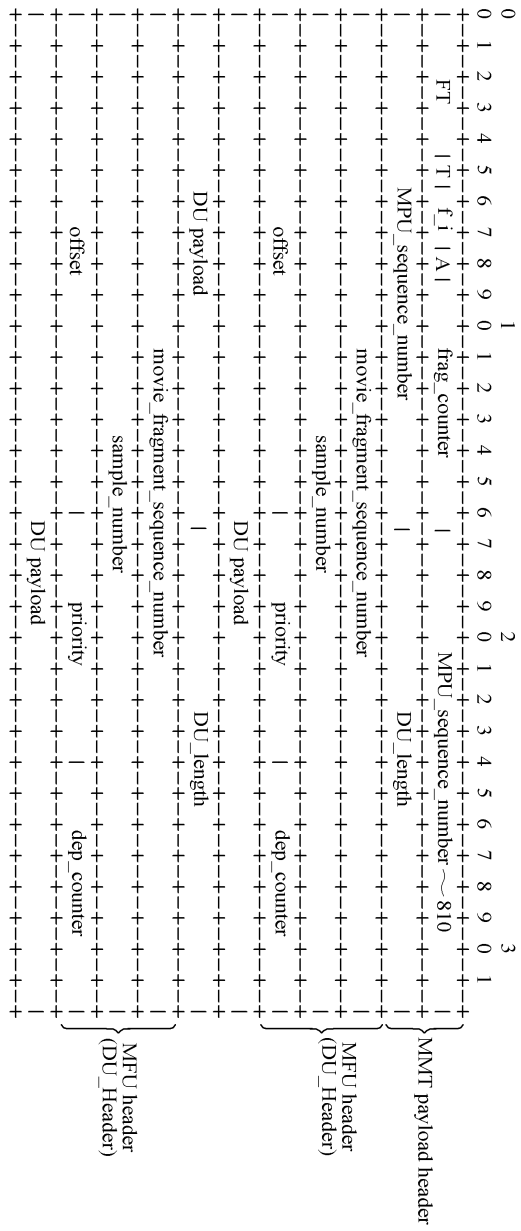 0 1 2 3
0 1 2 3 4 5 6 7 8 9 0 1 2 3 4 5 6 7 8 9 0 1 2 3 4 5 6 7 8 9 0 1
+--+--+--+--+--+--+--+--+--+--+--+--+--+--+--+--+--+--+--+--+--+--+--+--+--+--+--+--+--+--+--+--+
| FT | T | f_i | A | frag_counter | MPU_sequence_number ~810
+--+--+--+--+--+--+--+--+--+--+--+--+--+--+--+--+--+--+--+--+--+--+--+--+--+--+--+--+--+--+--+--+
| MPU_sequence_number | DU_length |
+--+--+--+--+--+--+--+--+--+--+--+--+--+--+--+--+--+--+--+--+--+--+--+--+--+--+--+--+--+--+--+--+
MMT payload header
| movie_fragment_sequence_number |
+--+--+--+--+--+--+--+--+--+--+--+--+--+--+--+--+--+--+--+--+--+--+--+--+--+--+--+--+--+--+--+--+
| sample_number |
+--+--+--+--+--+--+--+--+--+--+--+--+--+--+--+--+--+--+--+--+--+--+--+--+--+--+--+--+--+--+--+--+
| offset | priority | dep_counter |
+--+--+--+--+--+--+--+--+--+--+--+--+--+--+--+--+--+--+--+--+--+--+--+--+--+--+--+--+--+--+--+--+
MFU header
(DU_Header)
| DU payload |
+--+--+--+--+--+--+--+--+--+--+--+--+--+--+--+--+--+--+--+--+--+--+--+--+--+--+--+--+--+--+--+--+
| DU payload | DU_length |
+--+--+--+--+--+--+--+--+--+--+--+--+--+--+--+--+--+--+--+--+--+--+--+--+--+--+--+--+--+--+--+--+
| movie_fragment_sequence_number |
+--+--+--+--+--+--+--+--+--+--+--+--+--+--+--+--+--+--+--+--+--+--+--+--+--+--+--+--+--+--+--+--+
| sample_number |
+--+--+--+--+--+--+--+--+--+--+--+--+--+--+--+--+--+--+--+--+--+--+--+--+--+--+--+--+--+--+--+--+
| offset | priority | dep_counter |
+--+--+--+--+--+--+--+--+--+--+--+--+--+--+--+--+--+--+--+--+--+--+--+--+--+--+--+--+--+--+--+--+
MFU header
(DU_Header)
| DU payload |
+--+--+--+--+--+--+--+--+--+--+--+--+--+--+--+--+--+--+--+--+--+--+--+--+--+--+--+--+--+--+--+--+